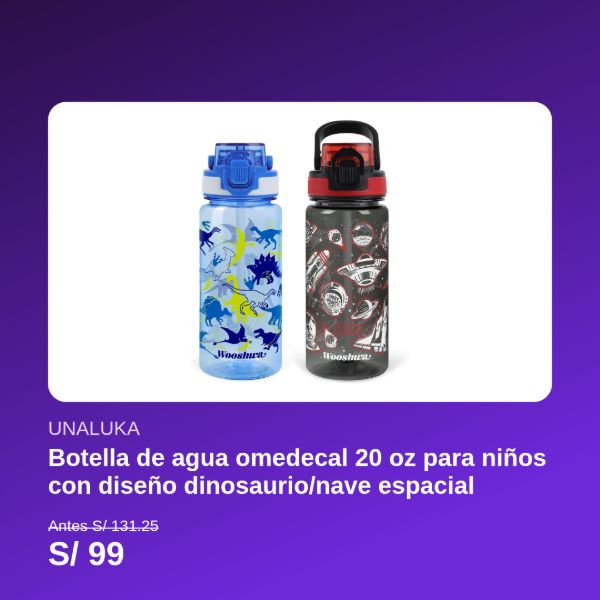 Wooshwa
Wooshwa
UNALUKA
Botella de agua omedecal 20 oz para niños
con diseño dinosaurio/nave espacial
Antes S/ 131.25
S/ 99